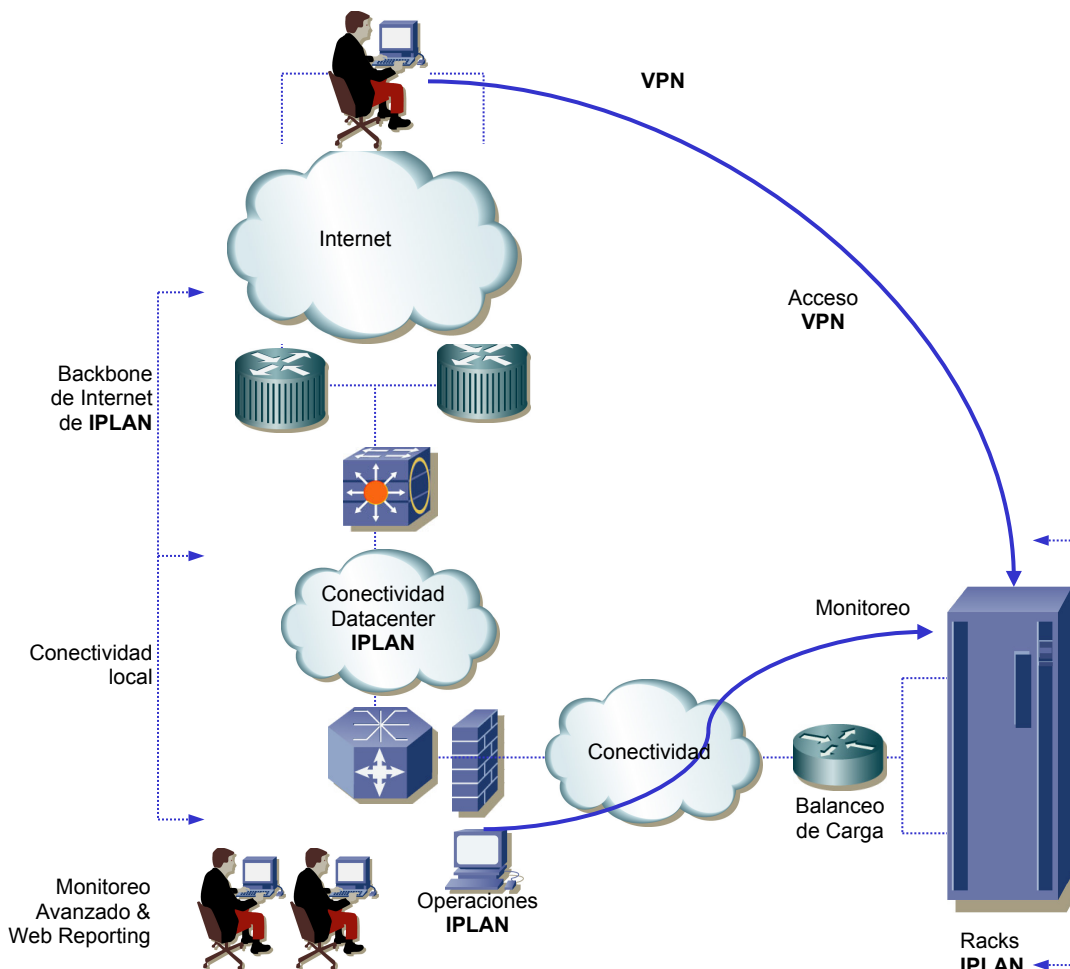 VPN
Internet
Acceso
VPN
Backbone
de Internet
de IPLAN
Conectividad
Datacenter
IPLAN
Monitoreo
Conectividad
local
Conectividad
Balanceo
de Carga
Monitoreo
Avanzado &
Web Reporting
Operaciones
IPLAN
Racks
IPLAN